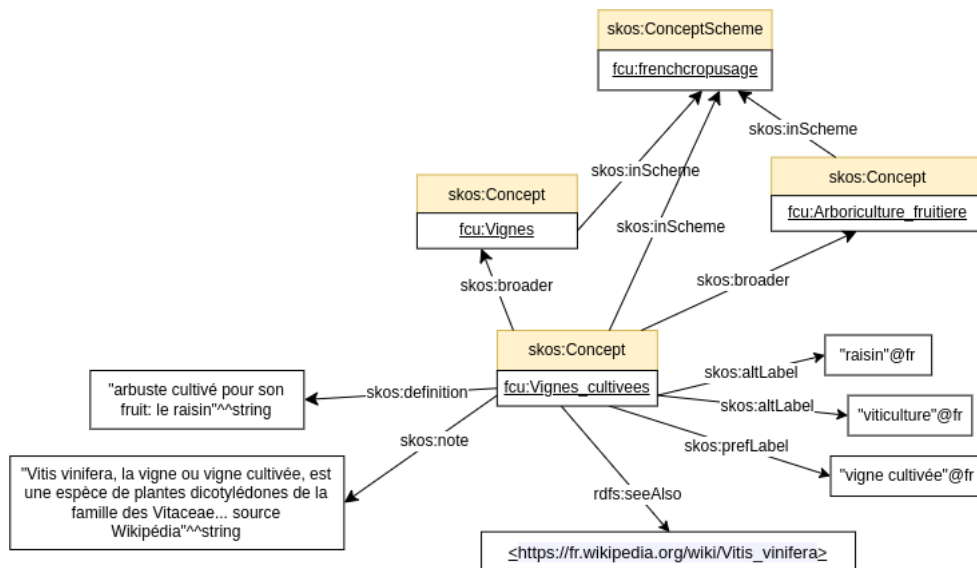 skos:ConceptScheme
fcu:frenchcropusage
skos:inScheme
skos:inScheme
skos:Concept
fcu:Vignes
skos:Concept
fcu:Arboriculture_fruitiere
skos:inScheme
skos:broader
skos:broader
skos:Concept
fcu:Vignes_cultivees
"arbuste cultivé pour son
fruit: le raisin"^^string
skos:definition
skos:note
"Vitis vinifera, la vigne ou vigne cultivée, est
une espèce de plantes dicotylédones de la
famille des Vitaceae... source
Wikipédia"^^string
skos:altLabel
"raisin"@fr
skos:altLabel
"viticulture"@fr
skos:prefLabel
"vigne cultivée"@fr
rdfs:seeAlso
<https://fr.wikipedia.org/wiki/Vitis_vinifera>